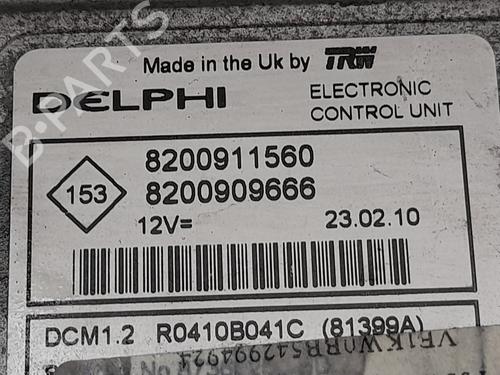 Made in the Uk by TRW
DELPHI
ELECTRONIC
CONTROL UNIT
153
8200911560
8200909666
12V=
23.02.10
DCM1.2 R0410B041C (81399A)
VF1KW0BB542994924
B-PARTS